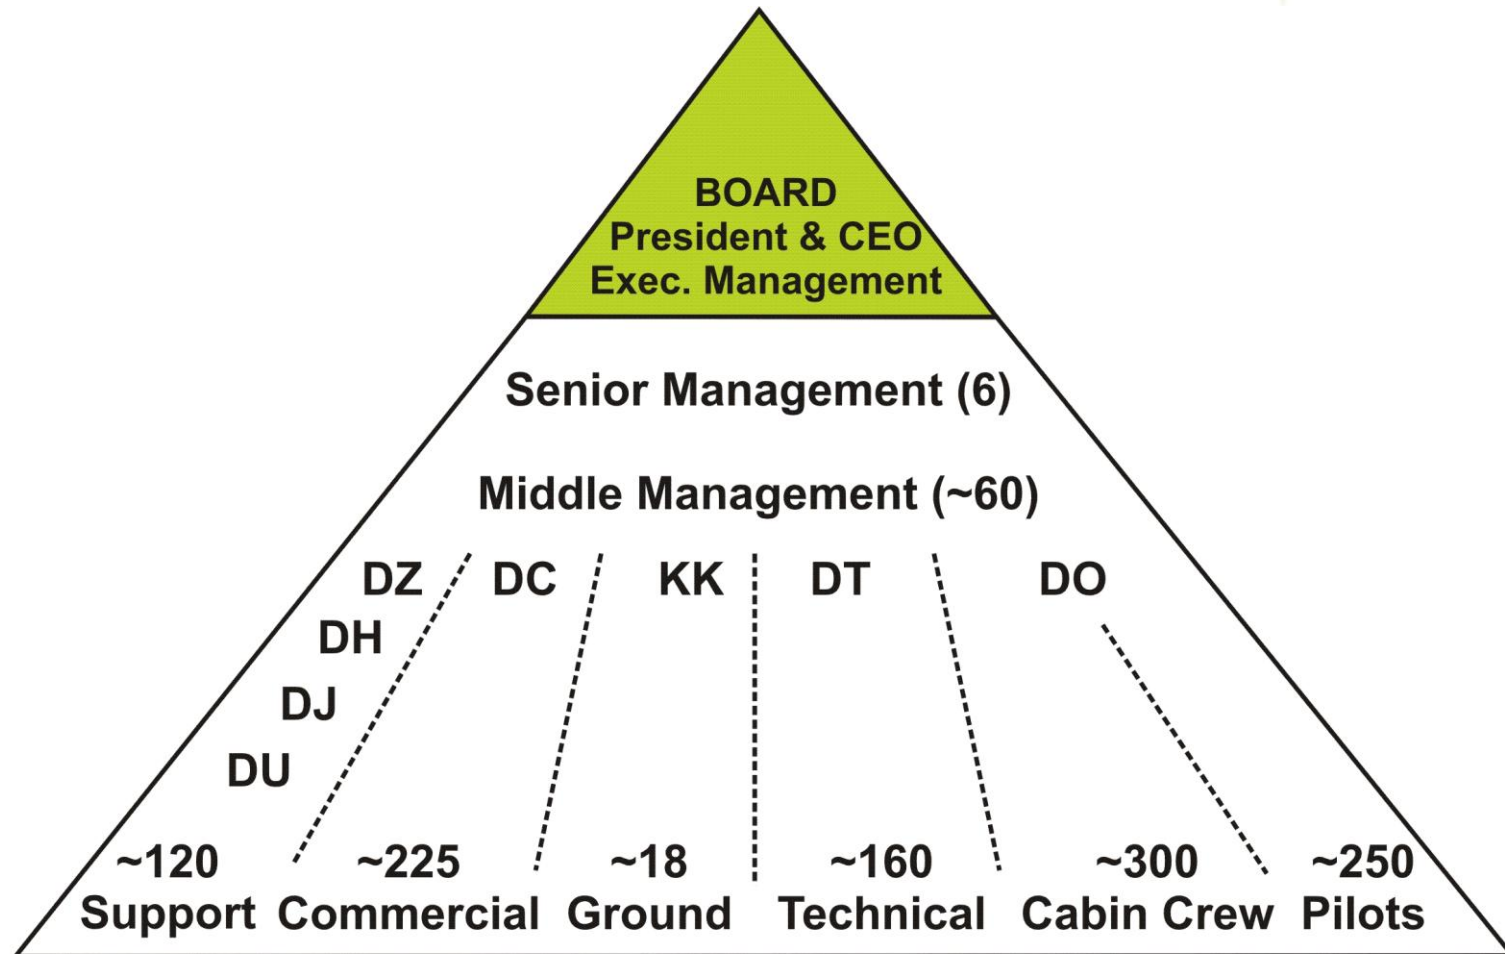 BOARD
President & CEO
Exec. Management
Senior Management (6)
Middle Management (~60)
DZ DC KK DT DO
DH
DJ
DU
~120 ~225 ~18 ~160 ~300 ~250
Support Commercial Ground Technical Cabin Crew Pilots